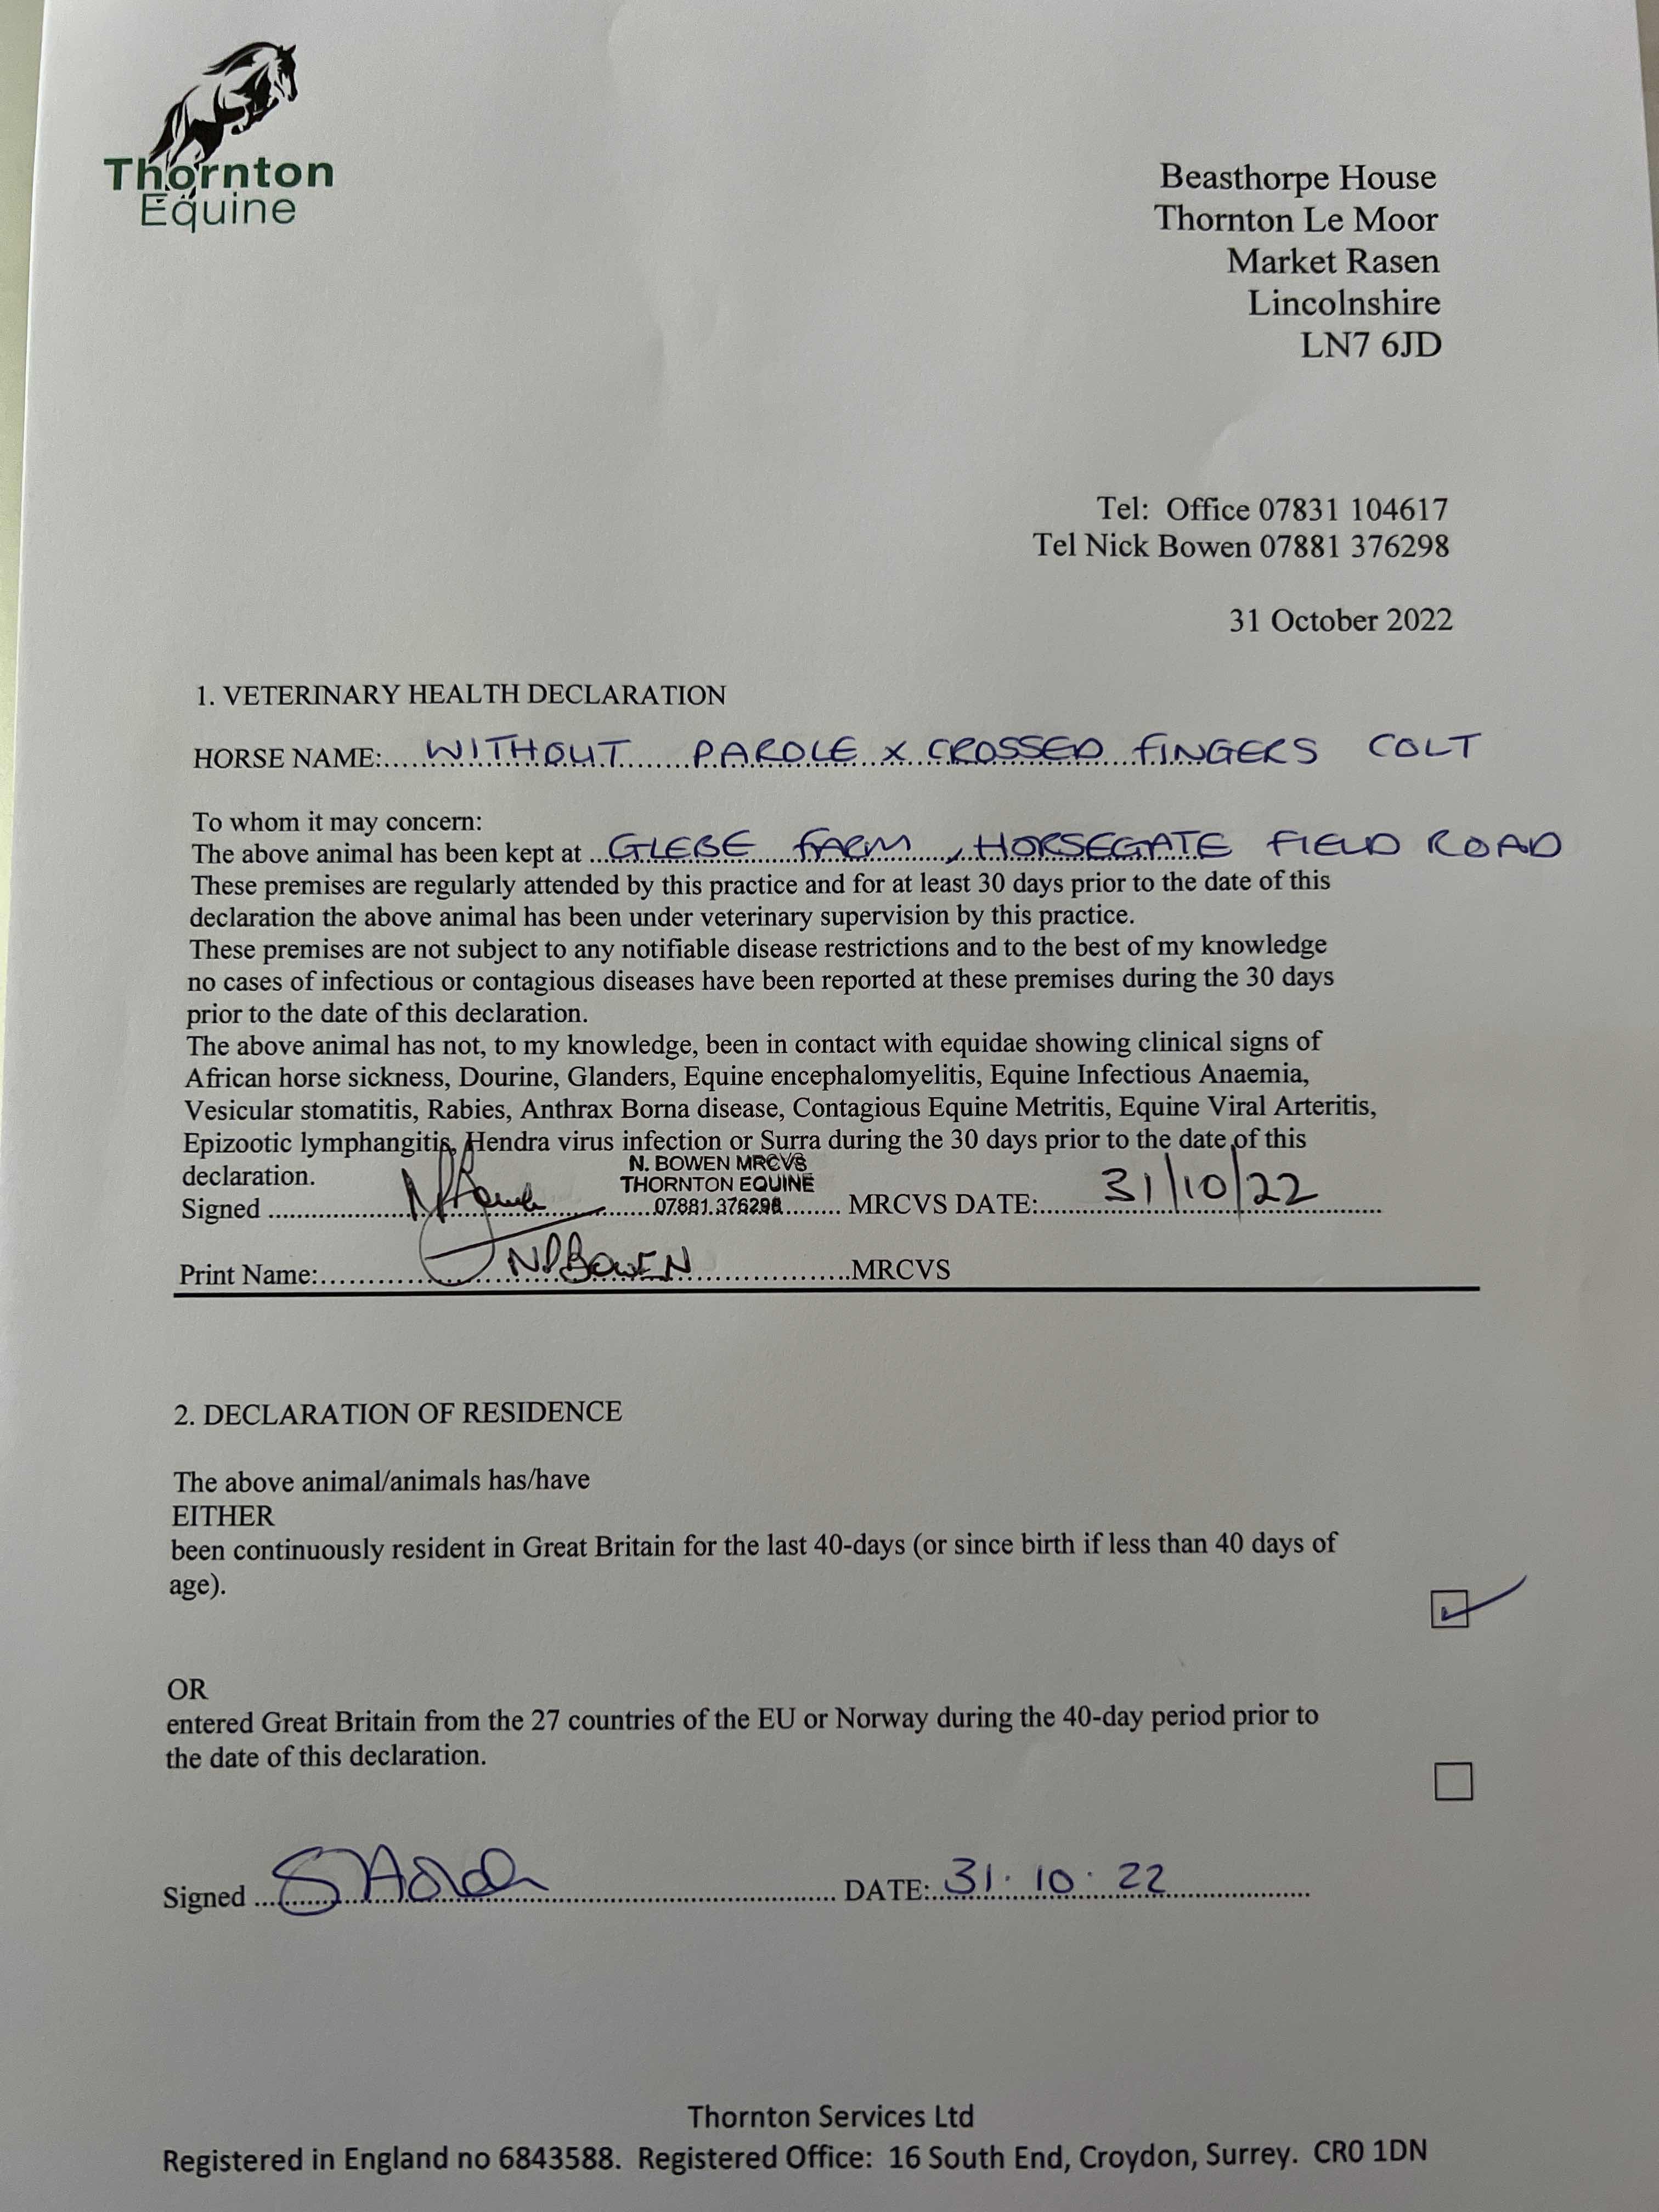 Thornton
Equine
Beasthorpe House
Thornton Le Moor
Market Rasen
Lincolnshire
LN7 6JD
Tel: Office 07831 104617
Tel Nick Bowen 07881 376298
31 October 2022
1. VETERINARY HEALTH DECLARATION
HORSE NAME:....WITHOUT PAROLE x CROSSED FINGERS COLT
To whom it may concern:
The above animal has been kept at ...GLEBE FARM, HORSEGATE FIELD ROAD
These premises are regularly attended by this practice and for at least 30 days prior to the date of this
declaration the above animal has been under veterinary supervision by this practice.
These premises are not subject to any notifiable disease restrictions and to the best of my knowledge
no cases of infectious or contagious diseases have been reported at these premises during the 30 days
prior to the date of this declaration.
The above animal has not, to my knowledge, been in contact with equidae showing clinical signs of
African horse sickness, Dourine, Glanders, Equine encephalomyelitis, Equine Infectious Anaemia,
Vesicular stomatitis, Rabies, Anthrax Borna disease, Contagious Equine Metritis, Equine Viral Arteritis,
Epizootic lymphangitis, Hendra virus infection or Surra during the 30 days prior to the date of this
declaration.
N. BOWEN MRCVS
THORNTON EQUINE
07881 376298
Signed ........ MRCVS DATE:....31/10/22
Print Name:....NPBOWEN....MRCVS
2. DECLARATION OF RESIDENCE
The above animal/animals has/have
EITHER
been continuously resident in Great Britain for the last 40-days (or since birth if less than 40 days of
age).
OR
entered Great Britain from the 27 countries of the EU or Norway during the 40-day period prior to
the date of this declaration.
Signed ........ DATE:..31.10.22
Thornton Services Ltd
Registered in England no 6843588. Registered Office: 16 South End, Croydon, Surrey. CR0 1DN